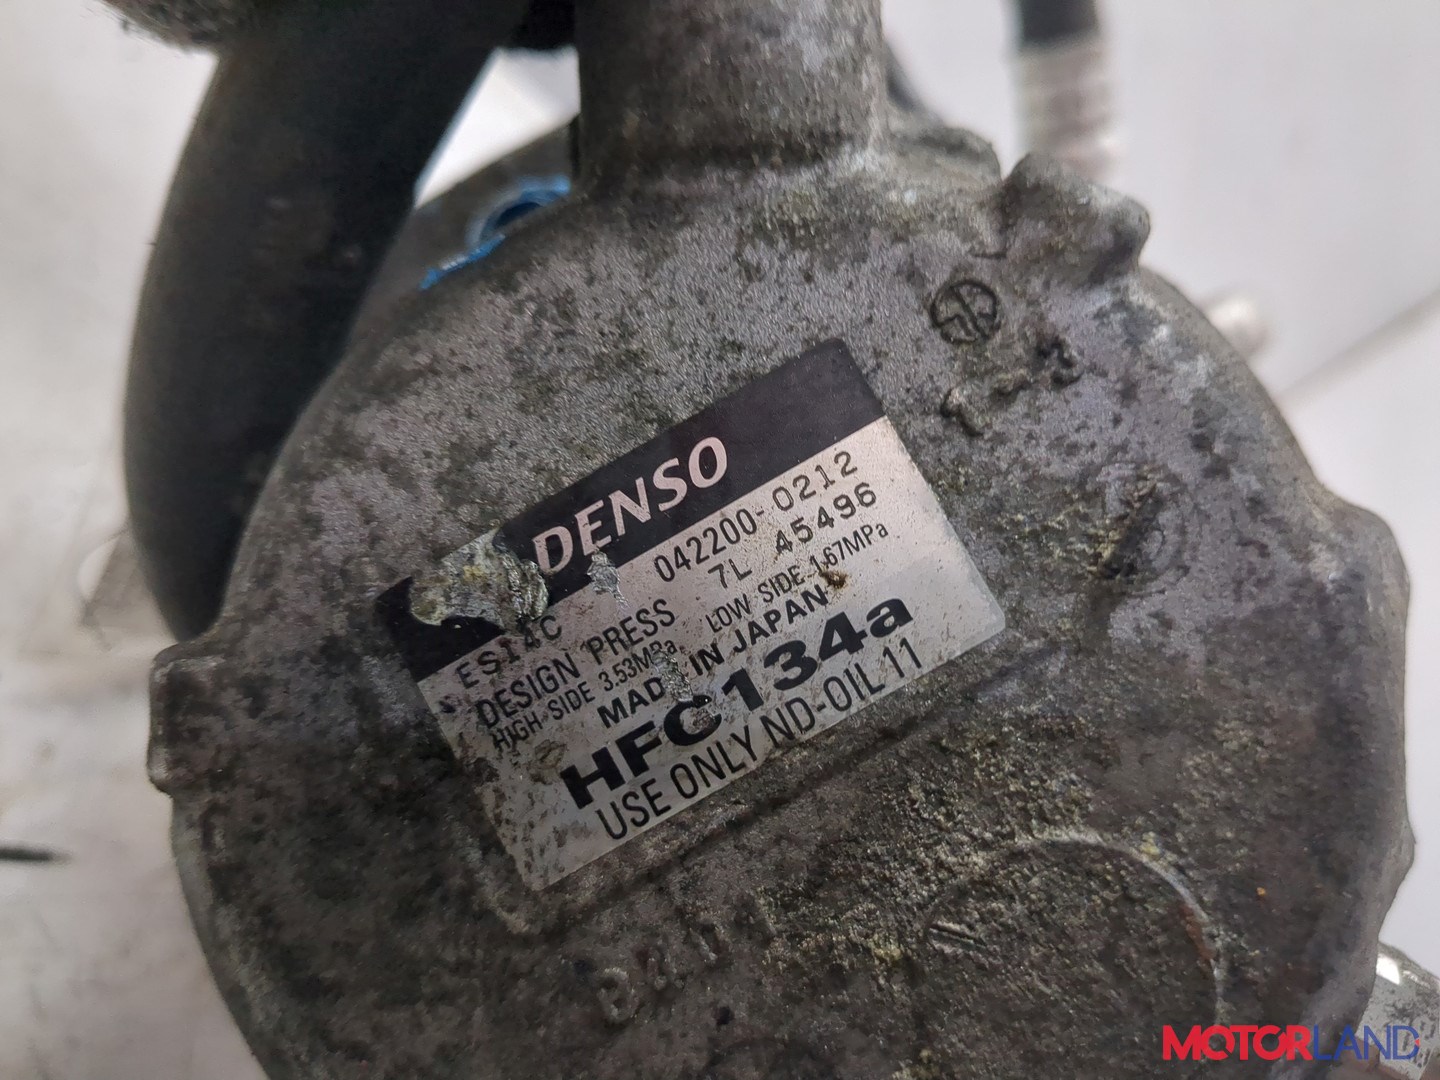 DENSO
042200-0212
ES14C 7L 45496
DESIGN PRESS
HIGH SIDE 3.53MPa LOW SIDE 1.67MPa
MADE IN JAPAN
HFC134a
USE ONLY ND-OIL 11
MOTORLAND